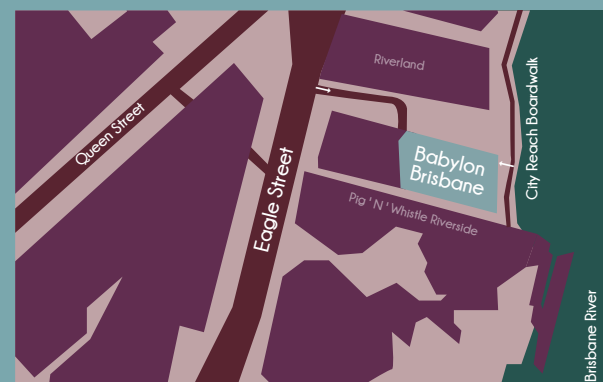 Riverland
Queen Street
Eagle Street
City Reach Boardwalk
Babylon
Brisbane
Pig 'N' Whistle Riverside
Brisbane River